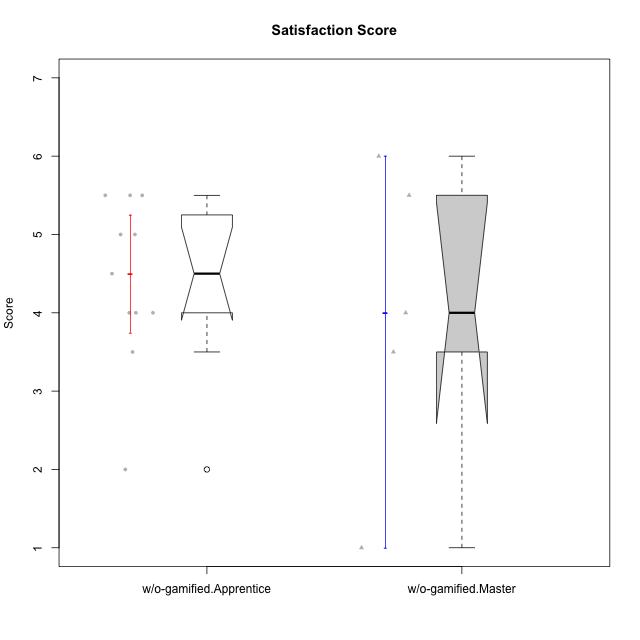 Satisfaction Score
7
6
5
4
3
2
1
Score
w/o-gamified.Apprentice
w/o-gamified.Master